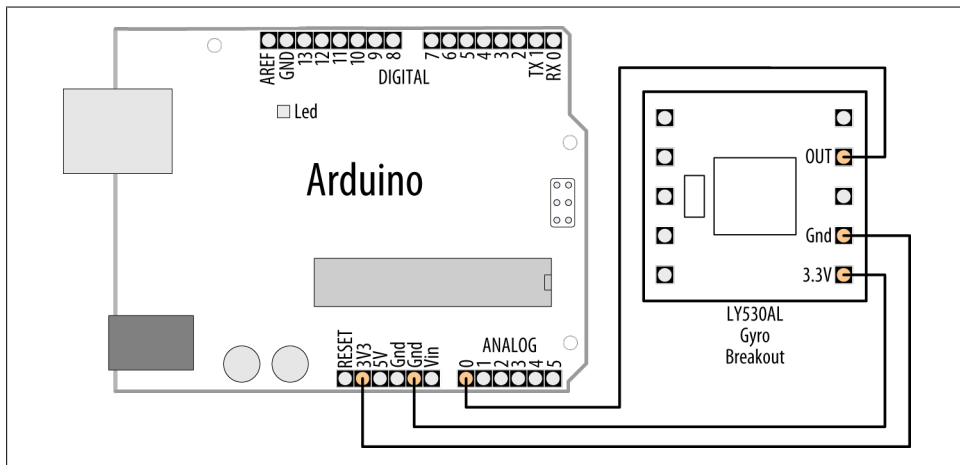 AREF
GND
13
12
11
10
9
8
7
6
5
4
3
2
TX 1
RX 0
DIGITAL
Led
Arduino
RESET
3V3
5V
Gnd
Gnd
Vin
ANALOG
0
1
2
3
4
5
OUT
Gnd
3.3V
LY530AL
Gyro
Breakout